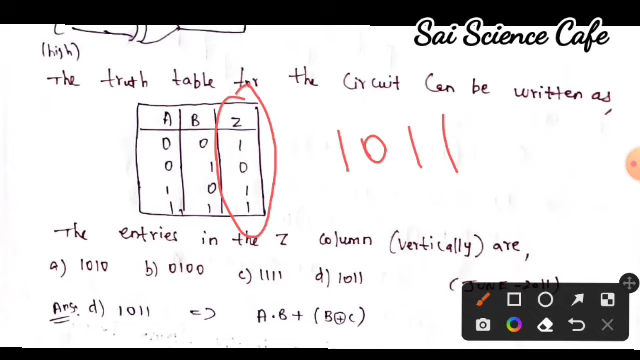 Sai Science Cafe
(high)
The truth table for the Circuit Can be written as,
A B Z
0 0 1
0 1 0
1 0 1
1 1 1
1011
The entries in the Z column (vertically) are,
a) 1010 b) 0100 c) 1111 d) 1011
(JUNE-2011)
Ans. d) 1011 => A·B + (B⊕C)